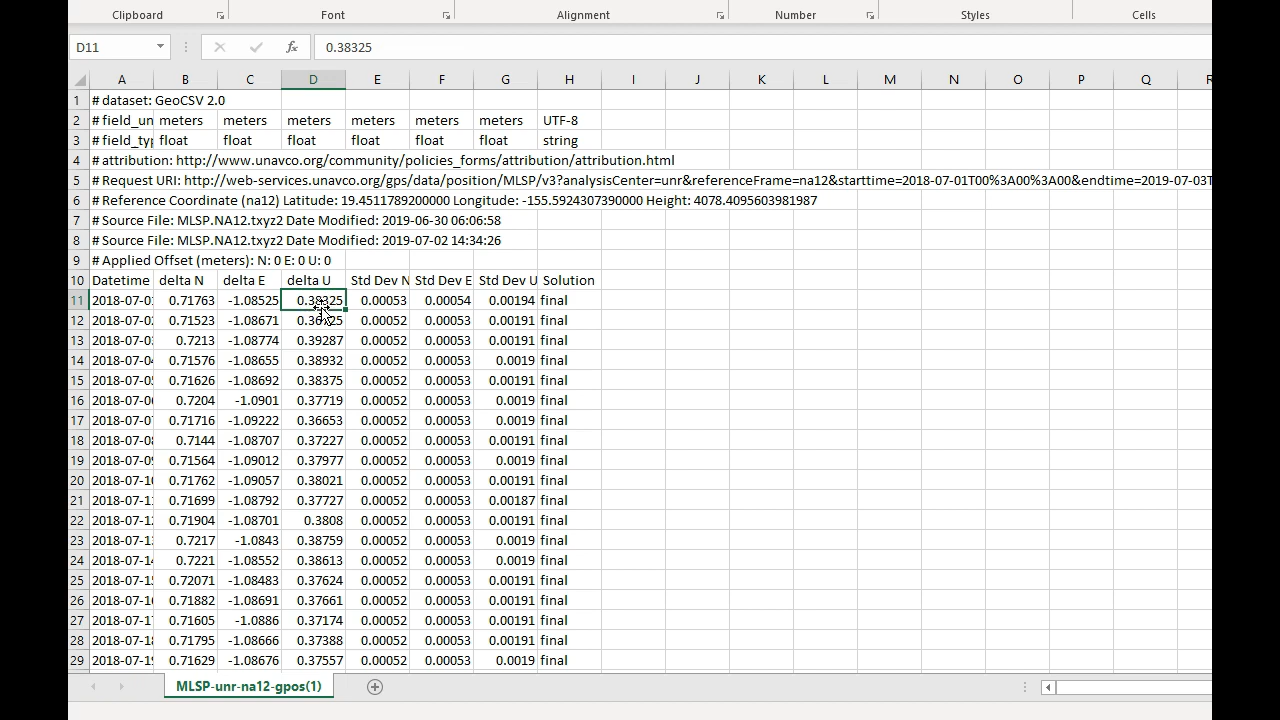 Clipboard Font Alignment Number Styles Cells
D11 fx 0.38325
A B C D E F G H I J K L M N O P Q R
1 # dataset: GeoCSV 2.0
2 # field_un meters meters meters meters meters meters UTF-8
3 # field_typ float float float float float float string
4 # attribution: http://www.unavco.org/community/policies_forms/attribution/attribution.html
5 # Request URI: http://web-services.unavco.org/gps/data/position/MLSP/v3?analysisCenter=unr&referenceFrame=na12&starttime=2018-07-01T00%3A00%3A00&endtime=2019-07-03T
6 # Reference Coordinate (na12) Latitude: 19.4511789200000 Longitude: -155.5924307390000 Height: 4078.4095603981987
7 # Source File: MLSP.NA12.txyz2 Date Modified: 2019-06-30 06:06:58
8 # Source File: MLSP.NA12.txyz2 Date Modified: 2019-07-02 14:34:26
9 # Applied Offset (meters): N: 0 E: 0 U: 0
10 Datetime delta N delta E delta U Std Dev N Std Dev E Std Dev U Solution
11 2018-07-01 0.71763 -1.08525 0.38325 0.00053 0.00054 0.00194 final
12 2018-07-02 0.71523 -1.08671 0.00052 0.00053 0.00191 final
13 2018-07-03 0.7213 -1.08774 0.39287 0.00052 0.00053 0.00191 final
14 2018-07-04 0.71576 -1.08655 0.38932 0.00052 0.00053 0.0019 final
15 2018-07-05 0.71626 -1.08692 0.38375 0.00052 0.00053 0.00191 final
16 2018-07-06 0.7204 -1.0901 0.37719 0.00052 0.00053 0.0019 final
17 2018-07-07 0.71716 -1.09222 0.36653 0.00052 0.00053 0.0019 final
18 2018-07-08 0.7144 -1.08707 0.37227 0.00052 0.00053 0.00191 final
19 2018-07-09 0.71564 -1.09012 0.37977 0.00052 0.00053 0.0019 final
20 2018-07-10 0.71762 -1.09057 0.38021 0.00052 0.00053 0.00191 final
21 2018-07-11 0.71699 -1.08792 0.37727 0.00052 0.00053 0.00187 final
22 2018-07-12 0.71904 -1.08701 0.3808 0.00052 0.00053 0.00191 final
23 2018-07-13 0.7217 -1.0843 0.38759 0.00052 0.00053 0.0019 final
24 2018-07-14 0.7221 -1.08552 0.38613 0.00052 0.00053 0.0019 final
25 2018-07-15 0.72071 -1.08483 0.37624 0.00052 0.00053 0.00191 final
26 2018-07-16 0.71882 -1.08691 0.37661 0.00052 0.00053 0.00191 final
27 2018-07-17 0.71605 -1.0886 0.37174 0.00052 0.00053 0.00191 final
28 2018-07-18 0.71795 -1.08666 0.37388 0.00052 0.00053 0.00191 final
29 2018-07-19 0.71629 -1.08676 0.37557 0.00052 0.00053 0.0019 final
MLSP-unr-na12-gpos(1)